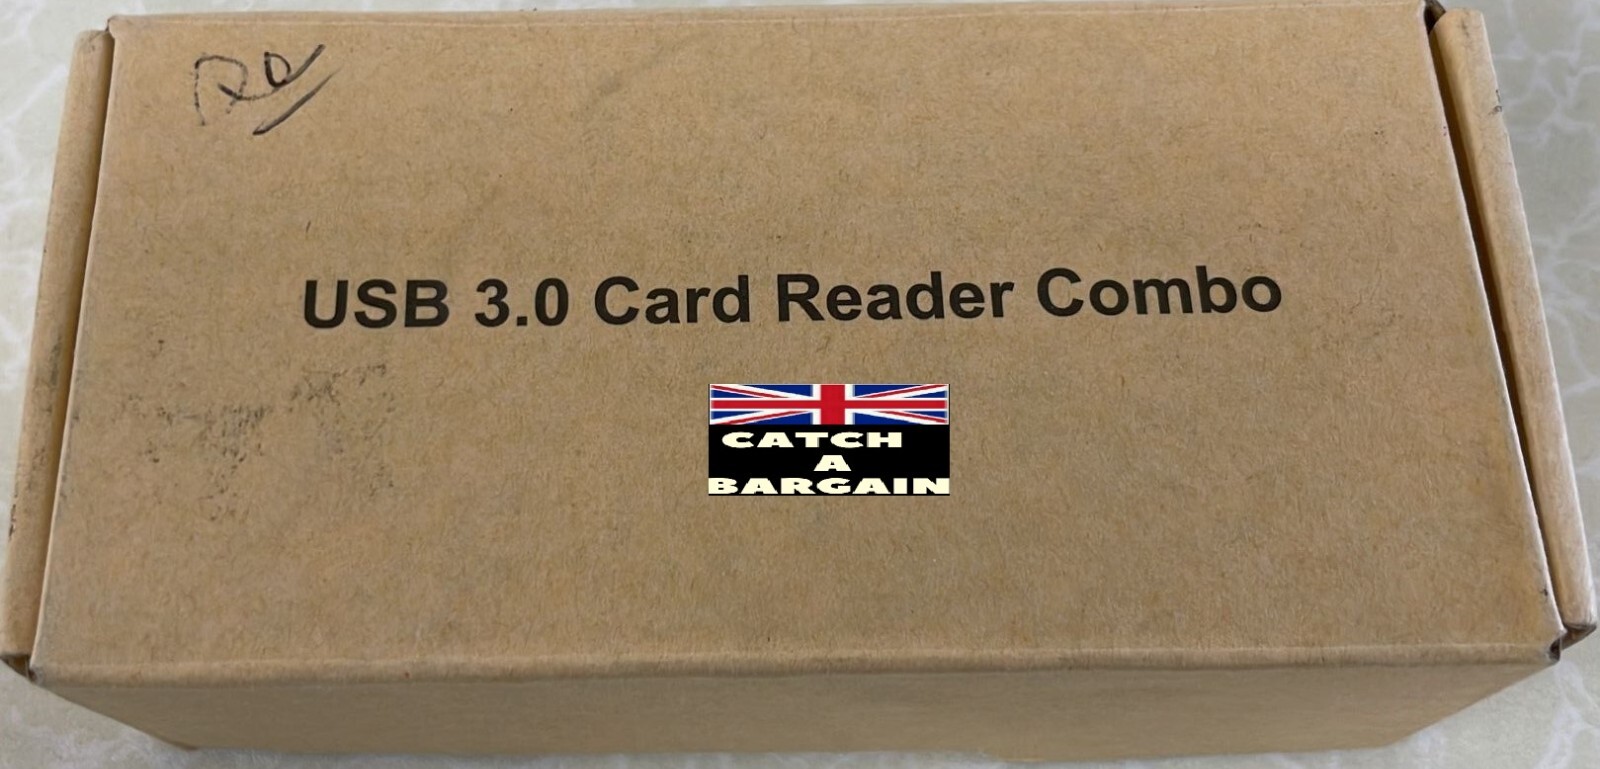 USB 3.0 Card Reader Combo
CATCH
A
BARGAIN